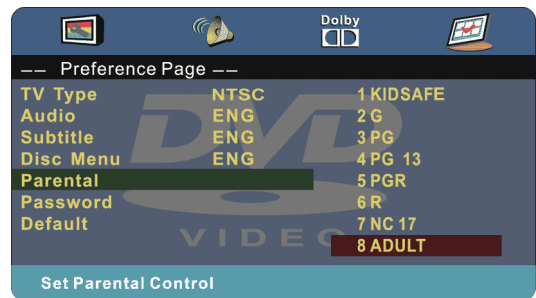 Dolby
—— Preference Page ——
TV Type NTSC 1 KIDSAFE
Audio ENG 2 G
Subtitle ENG 3 PG
Disc Menu ENG 4 PG 13
Parental 5 PGR
Password 6 R
Default 7 NC 17
8 ADULT
DVD
VIDEO
Set Parental Control